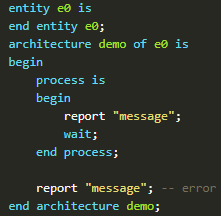 entity e0 is
end entity e0;
architecture demo of e0 is
begin
    process is
    begin
        report "message";
        wait;
    end process;

    report "message"; -- error
end architecture demo;